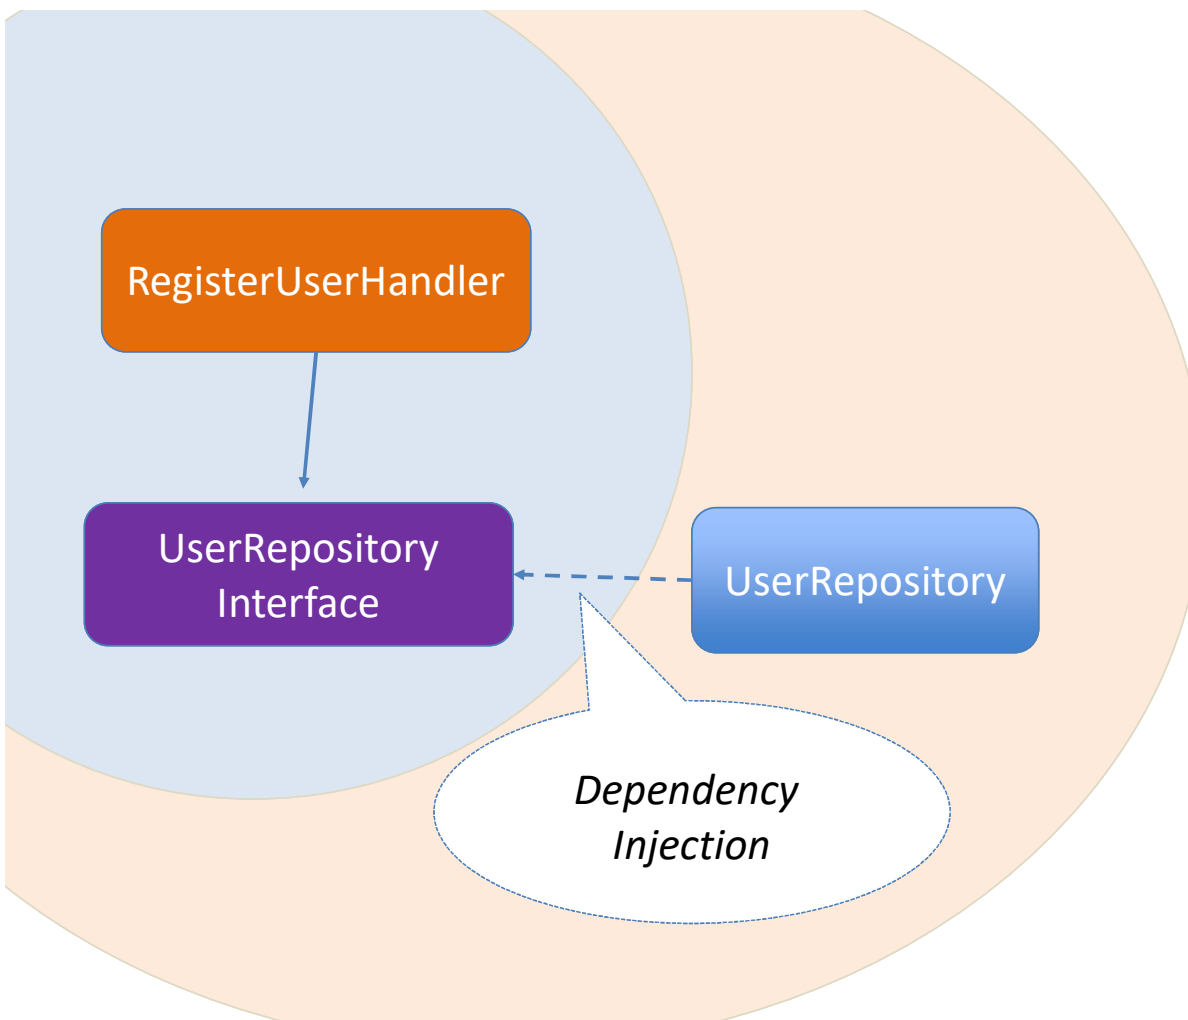 RegisterUserHandler
UserRepository
Interface
UserRepository
Dependency
Injection